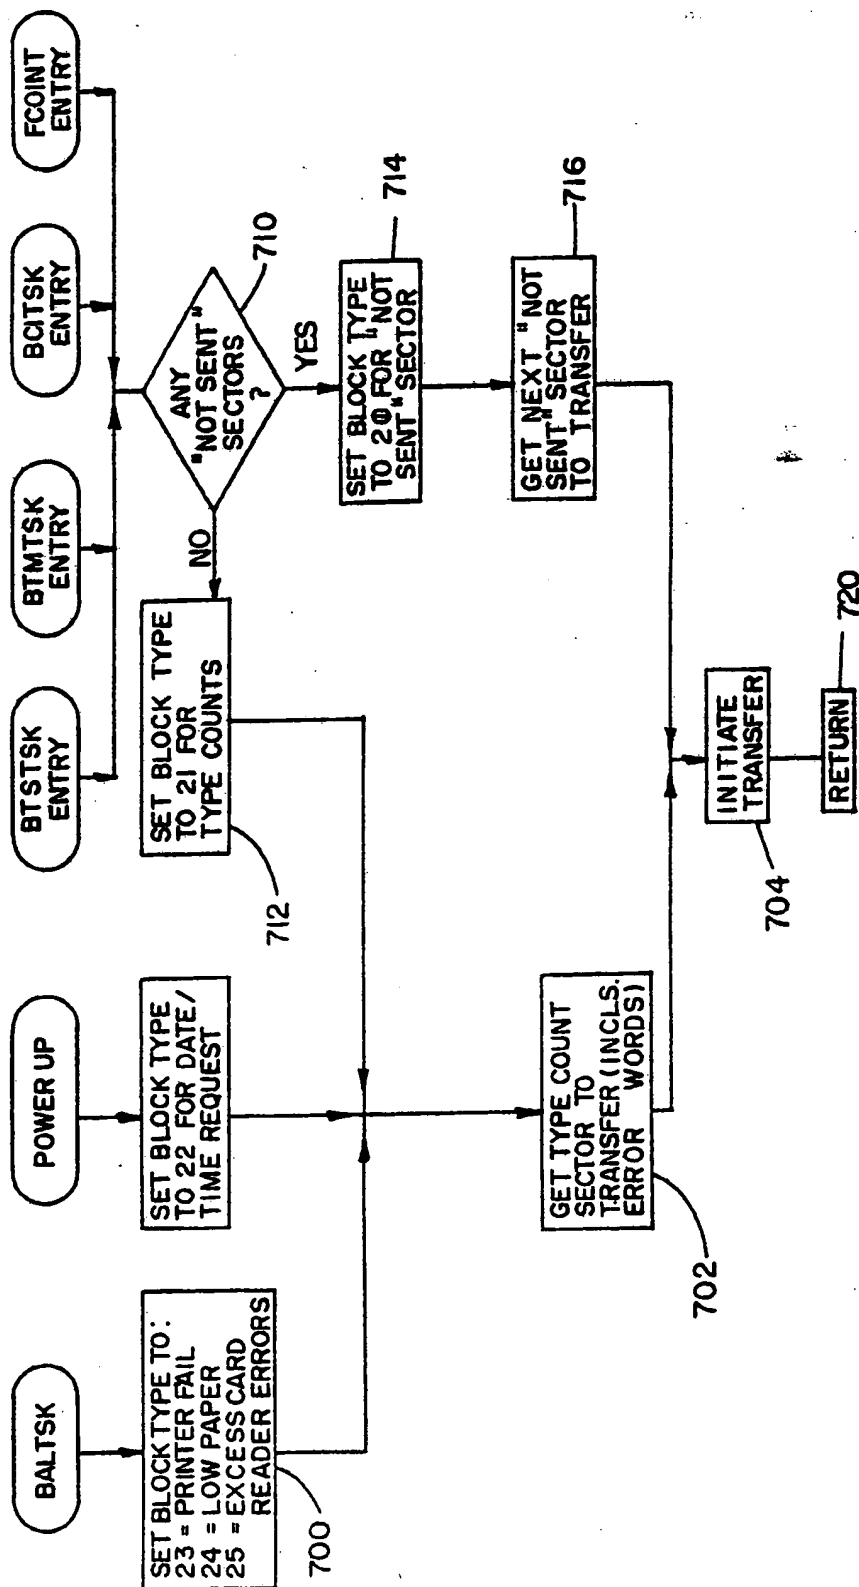 BALTSK
POWER UP
BTSTSK
ENTRY
BTMTSK
ENTRY
BCITSK
ENTRY
FCOINT
ENTRY
SET BLOCK TYPE TO:
23 = PRINTER FAIL
24 = LOW PAPER
25 = EXCESS CARD
READER ERRORS
700
SET BLOCK TYPE
TO 22 FOR DATE/
TIME REQUEST
SET BLOCK TYPE
TO 21 FOR
TYPE COUNTS
712
NO
ANY
"NOT SENT"
SECTORS
?
710
YES
SET BLOCK TYPE
TO 20 FOR "NOT
SENT" SECTOR
714
GET NEXT "NOT
SENT" SECTOR
TO TRANSFER
716
GET TYPE COUNT
SECTOR TO
TRANSFER (INCLS.
ERROR WORDS)
702
INITIATE
TRANSFER
704
RETURN
720